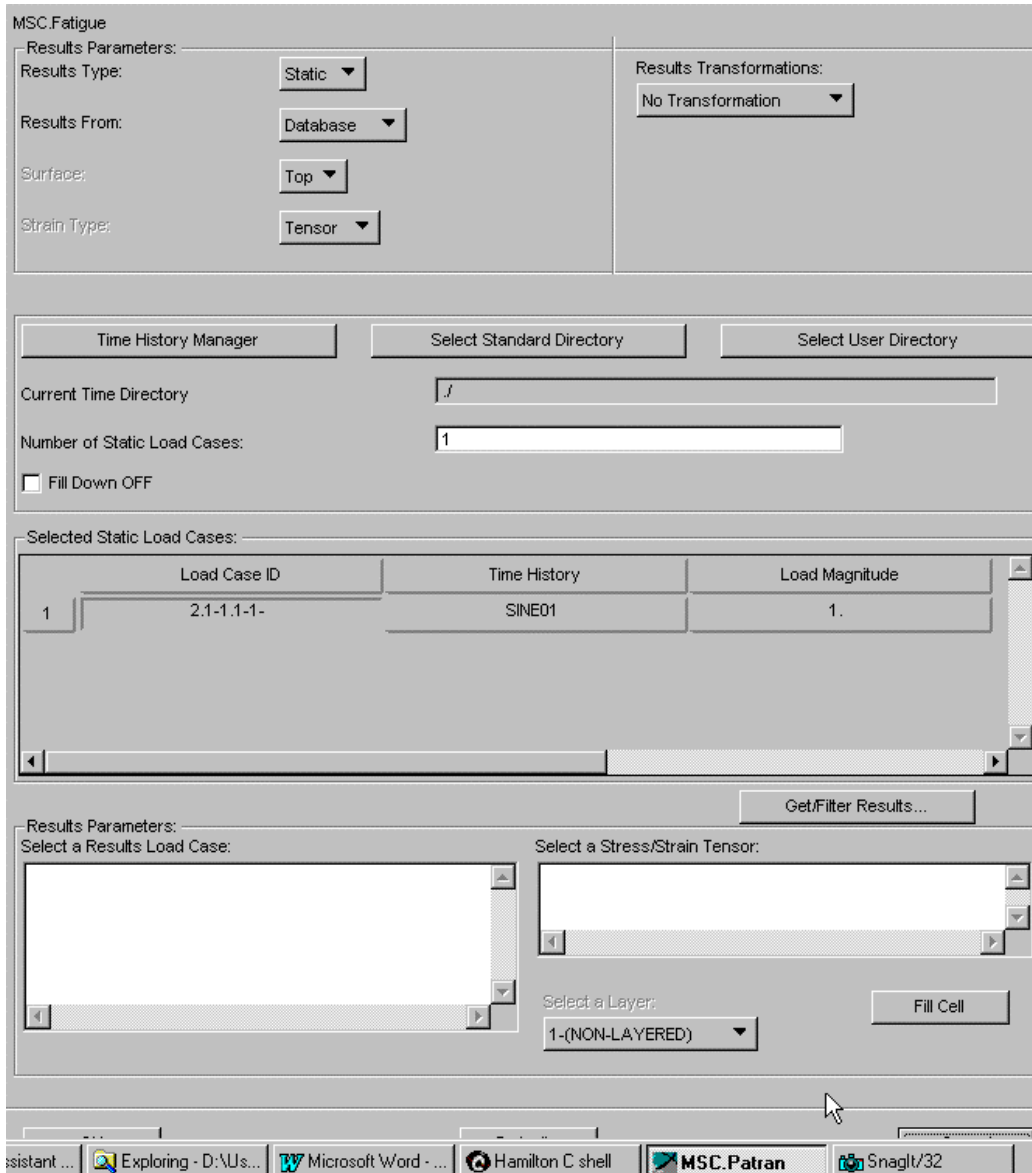 MSC.Fatigue
Results Parameters:
Results Type: Static
Results Transformations:
No Transformation
Results From: Database
Surface: Top
Strain Type: Tensor
Time History Manager Select Standard Directory Select User Directory
Current Time Directory ./
Number of Static Load Cases: 1
Fill Down OFF
Selected Static Load Cases:
Load Case ID Time History Load Magnitude
1 2.1-1.1-1- SINE01 1.
Get/Filter Results...
Results Parameters:
Select a Results Load Case: Select a Stress/Strain Tensor:
Select a Layer:
1-(NON-LAYERED) Fill Cell
ssistant ... Exploring - D:\Us... Microsoft Word - ... Hamilton C shell MSC.Patran SnagIt/32